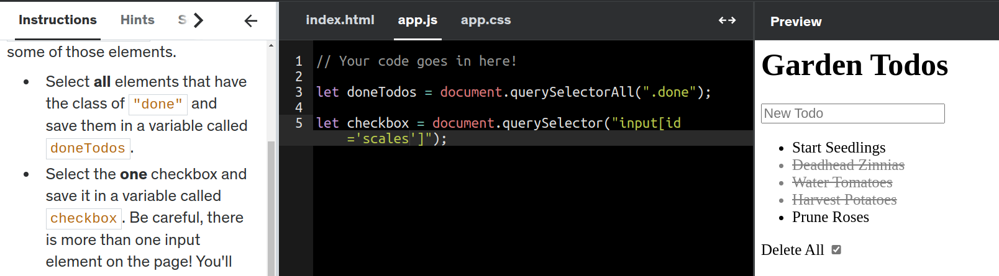 Instructions Hints
index.html app.js app.css
Preview
some of those elements.
• Select all elements that have
the class of "done" and
save them in a variable called
doneTodos.
• Select the one checkbox and
save it in a variable called
checkbox. Be careful, there
is more than one input
element on the page! You'll
1 // Your code goes in here!
2
3 let doneTodos = document.querySelectorAll(".done");
4
5 let checkbox = document.querySelector("input[id
='scales']");
Garden Todos
New Todo
• Start Seedlings
• Deadhead Zinnias
• Water Tomatoes
• Harvest Potatoes
• Prune Roses
Delete All